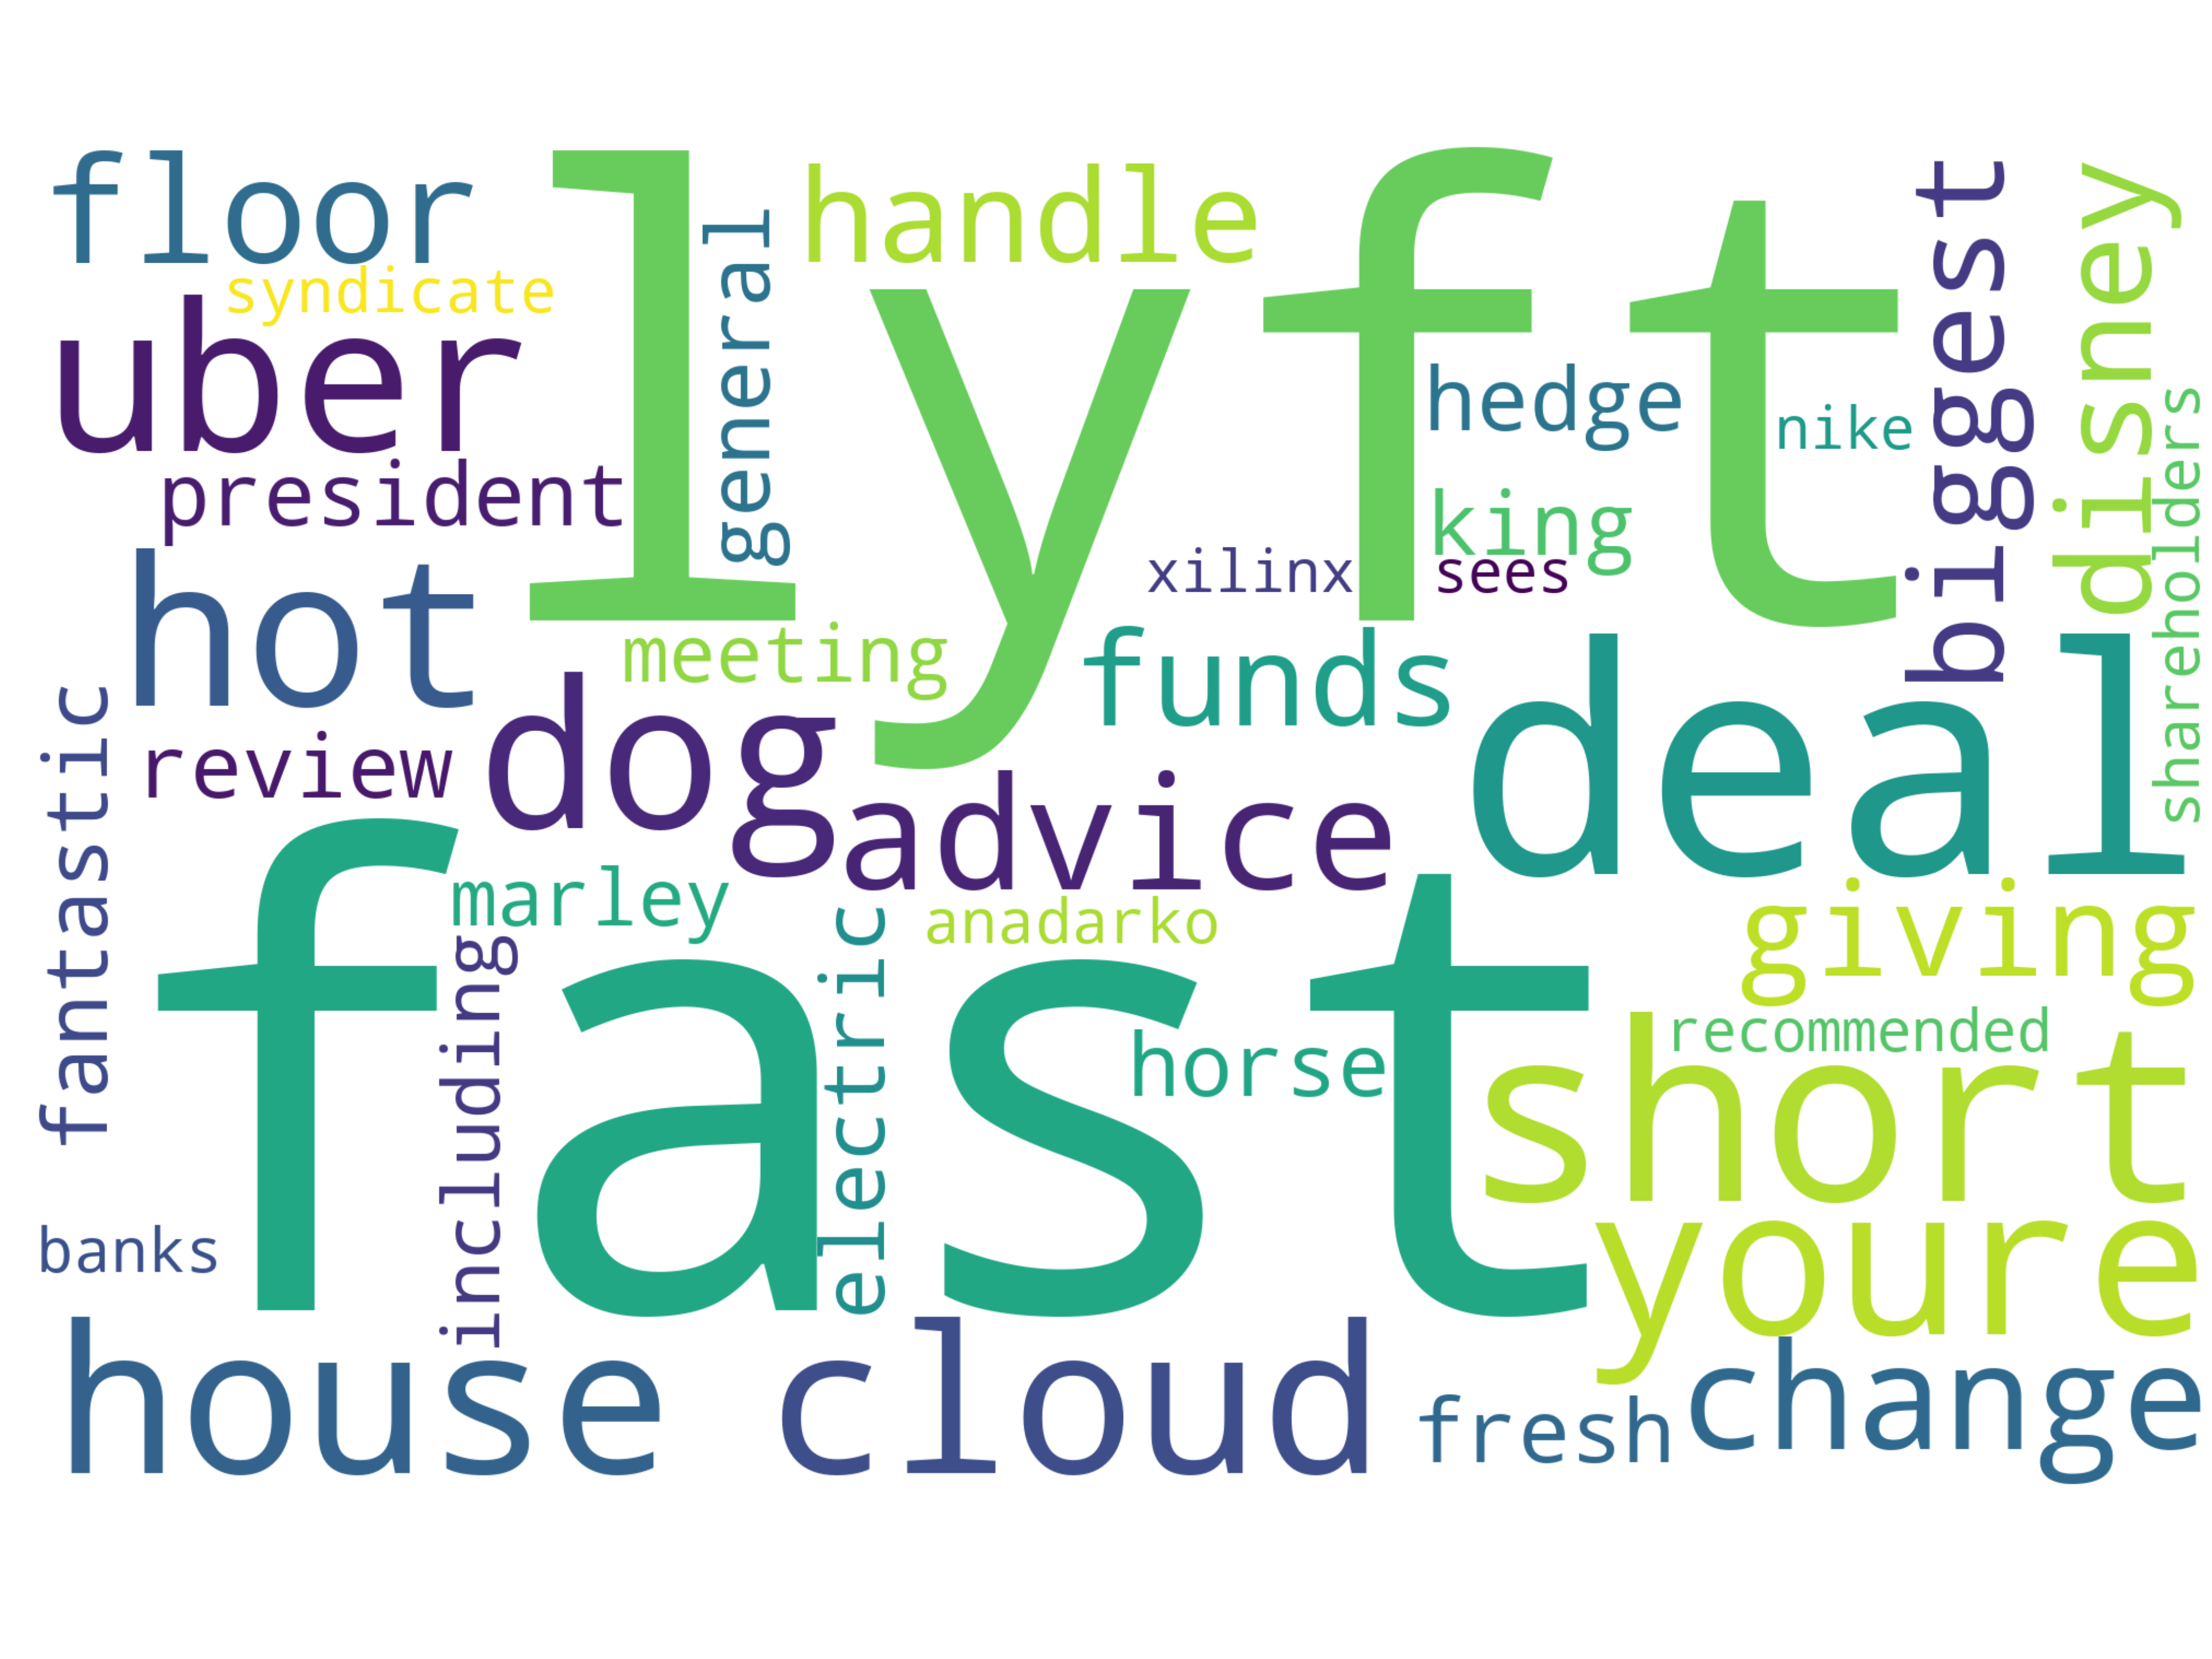 floor
lyft
handle
biggest
disney
syndicate
general
uber
hedge
nike
shareholders
president
king
hot
xilinx
sees
meeting
funds
deal
fantastic
review
dog
advice
fast
marley
anadarko
giving
including
electric
horse
recommended
short
banks
youre
house
cloud
fresh
change